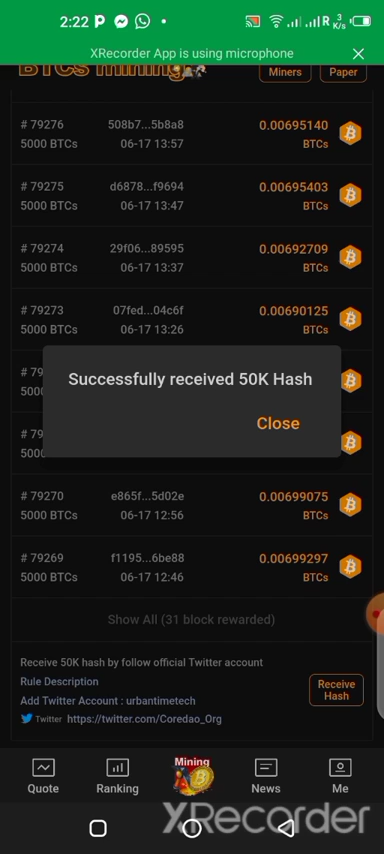 2:22
3 K/s
XRecorder App is using microphone
BTCs mining
Miners
Paper
# 79276 508b7...5b8a8 0.00695140
5000 BTCs 06-17 13:57 BTCs
# 79275 d6878...f9694 0.00695403
5000 BTCs 06-17 13:47 BTCs
# 79274 29f06...89595 0.00692709
5000 BTCs 06-17 13:37 BTCs
# 79273 07fed...04c6f 0.00690125
5000 BTCs 06-17 13:26 BTCs
Successfully received 50K Hash
Close
# 79270 e865f...5d02e 0.00699075
5000 BTCs 06-17 12:56 BTCs
# 79269 f1195...6be88 0.00699297
5000 BTCs 06-17 12:46 BTCs
Show All (31 block rewarded)
Receive 50K hash by follow official Twitter account
Rule Description
Add Twitter Account : urbantimetech
Twitter https://twitter.com/Coredao_Org
Receive
Hash
Quote
Ranking
Mining
News
Me
XRecorder